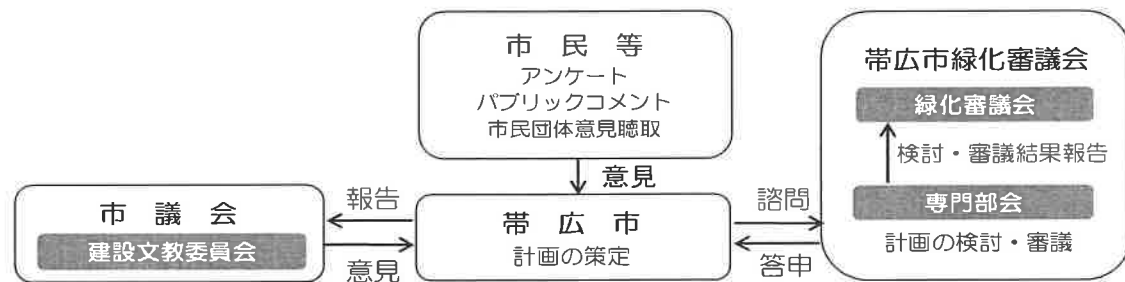 市民等
アンケート
パブリックコメント
市民団体意見聴取
意見
市議会
建設文教委員会
報告
意見
帯広市
計画の策定
諮問
答申
帯広市緑化審議会
緑化審議会
検討・審議結果報告
専門部会
計画の検討・審議